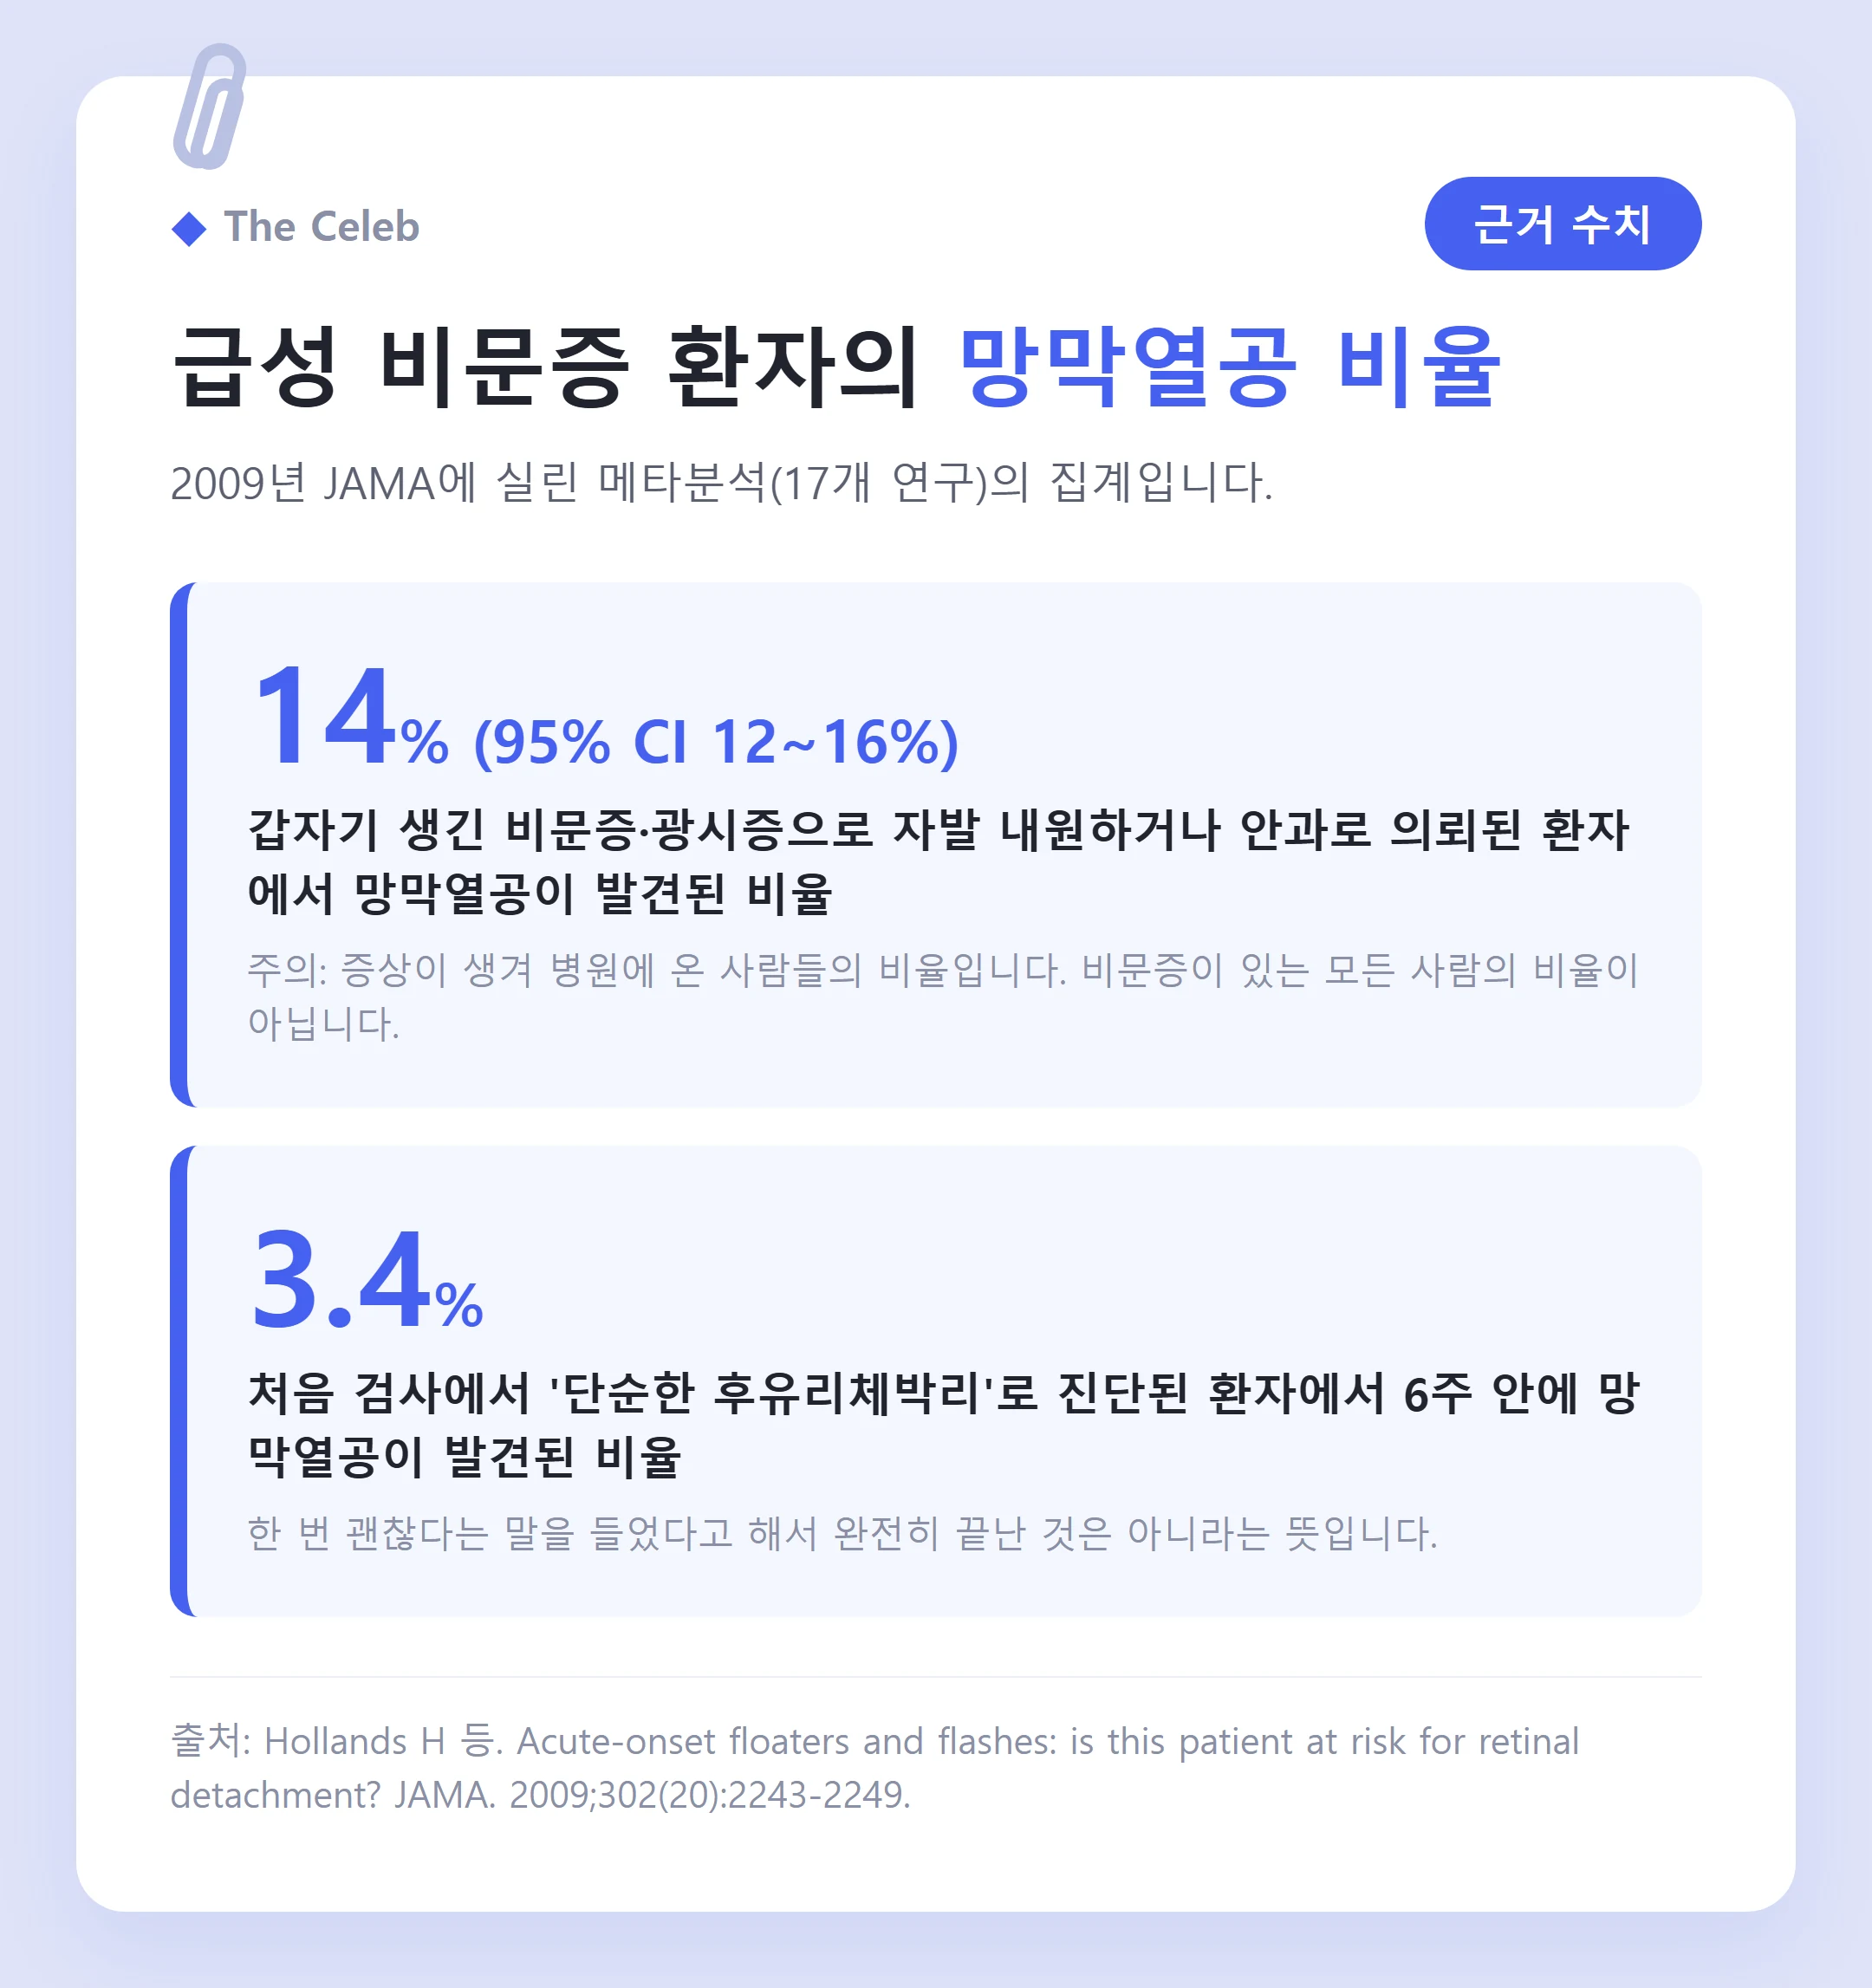 The Celeb
근거 수치
급성 비문증 환자의 망막열공 비율
2009년 JAMA에 실린 메타분석(17개 연구)의 집계입니다.
14% (95% CI 12~16%)
갑자기 생긴 비문증·광시증으로 자발 내원하거나 안과로 의뢰된 환자
에서 망막열공이 발견된 비율
주의: 증상이 생겨 병원에 온 사람들의 비율입니다. 비문증이 있는 모든 사람의 비율이
아닙니다.
3.4%
처음 검사에서 '단순한 후유리체박리'로 진단된 환자에서 6주 안에 망
막열공이 발견된 비율
한 번 괜찮다는 말을 들었다고 해서 완전히 끝난 것은 아니라는 뜻입니다.
출처: Hollands H 등. Acute-onset floaters and flashes: is this patient at risk for retinal
detachment? JAMA. 2009;302(20):2243-2249.